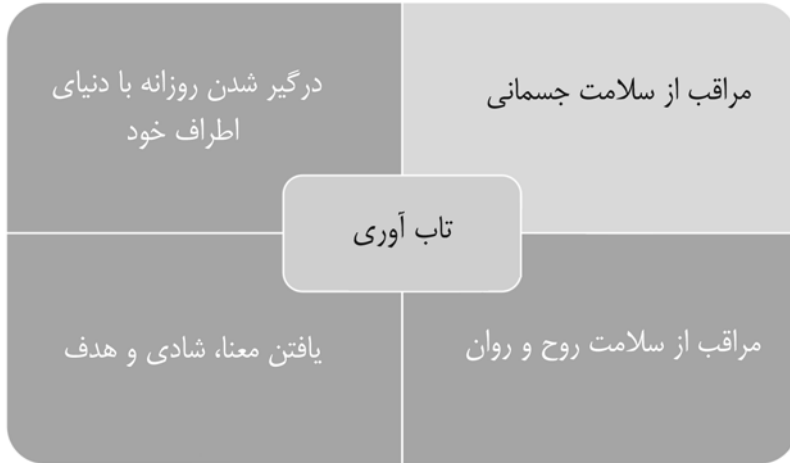 مراقب از سلامت جسمانی
درگیر شدن روزانه با دنیای
اطراف خود
تاب آوری
مراقب از سلامت روح و روان
یافتن معنا، شادی و هدف